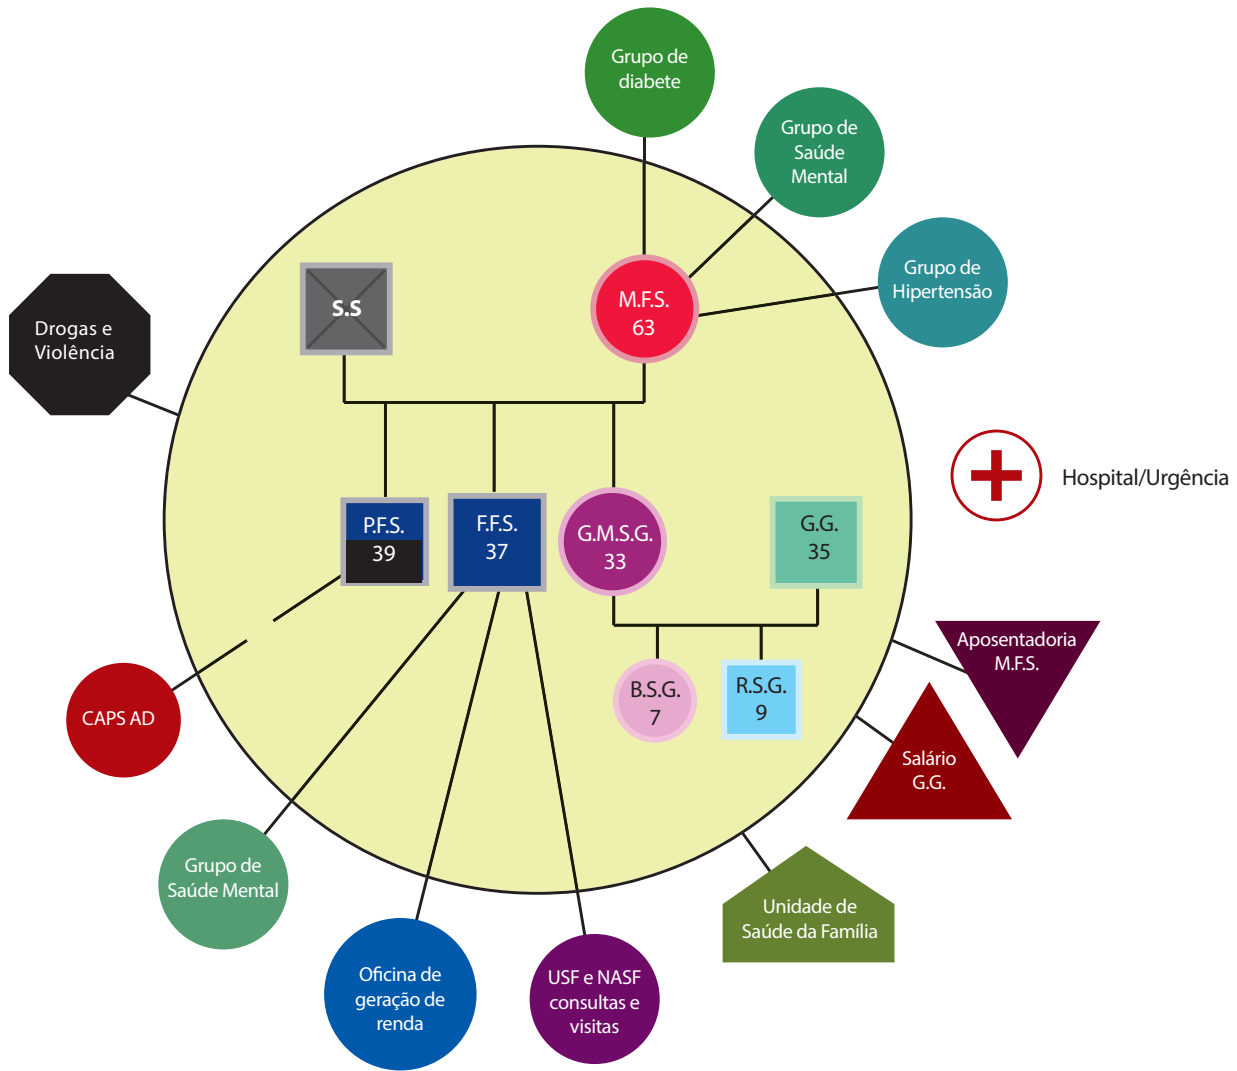 Grupo de
diabete
Grupo de
Saúde
Mental
Grupo de
Hipertensão
Drogas e
Violência
S.S
M.F.S.
63
Hospital/Urgência
P.F.S.
39
F.F.S.
37
G.M.S.G.
33
G.G.
35
B.S.G.
7
R.S.G.
9
Aposentadoria
M.F.S.
Salário
G.G.
CAPS AD
Grupo de
Saúde Mental
Unidade de
Saúde da Família
Oficina de
geração de
renda
USF e NASF
consultas e
visitas